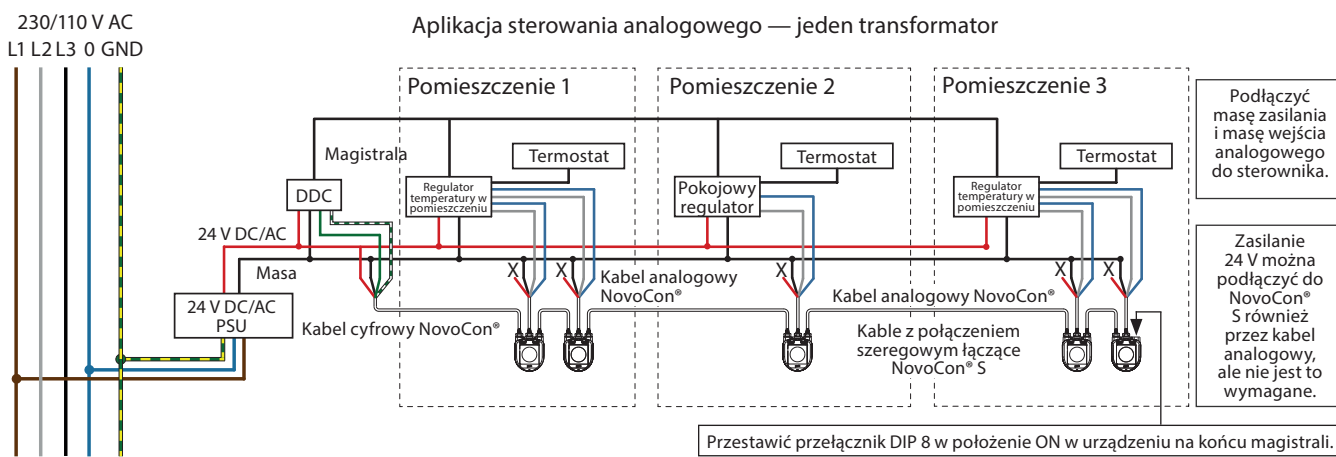 230/110 V AC
L1 L2 L3 0 GND
Aplikacja sterowania analogowego — jeden transformator
Pomieszczenie 1
Pomieszczenie 2
Pomieszczenie 3
Magistrala
Termostat
Termostat
Termostat
DDC
Regulator
temperatury w
pomieszczeniu
Pokojowy
regulator
Regulator
temperatury w
pomieszczeniu
24 V DC/AC
Masa
X
X
X
X
X
24 V DC/AC
PSU
Kabel cyfrowy NovoCon®
Kabel analogowy
NovoCon®
Kabel analogowy NovoCon®
Kable z połączeniem
szeregowym łączące
NovoCon® S
Podłączyć
masę zasilania
i masę wejścia
analogowego
do sterownika.
Zasilanie
24 V można
podłączyć do
NovoCon®
S również
przez kabel
analogowy,
ale nie jest to
wymagane.
Przestawić przełącznik DIP 8 w położenie ON w urządzeniu na końcu magistrali.